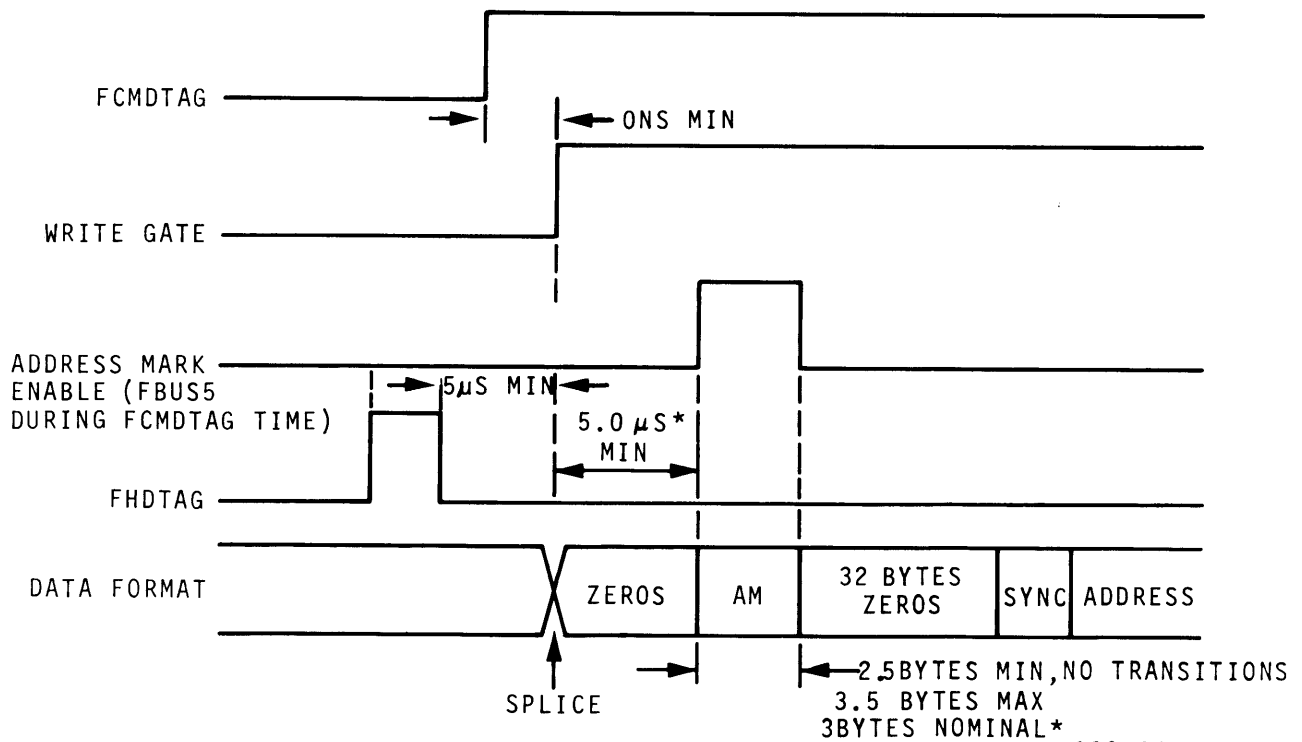 FCMDTAG
0NS MIN
WRITE GATE
ADDRESS MARK
ENABLE (FBUS5
DURING FCMDTAG TIME)
5μS MIN
5.0 μS*
MIN
FHDTAG
DATA FORMAT
ZEROS
AM
32 BYTES
ZEROS
SYNC
ADDRESS
SPLICE
2.5BYTES MIN,NO TRANSITIONS
3.5 BYTES MAX
3BYTES NOMINAL*